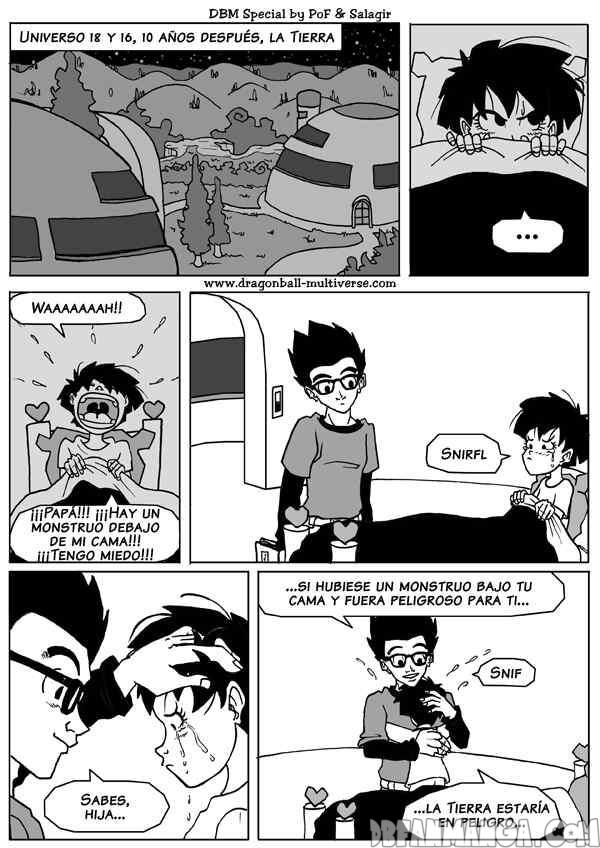 DBM Special by PoF & Salagir
Universo 18 y 16, 10 años después, la Tierra
...
www.dragonball-multiverse.com
Waaaaaaah!!
¡¡¡Papá!!! ¡¡¡Hay un
monstruo debajo
de mi cama!!!
¡¡¡Tengo miedo!!!
Snirfl
Sabes,
hija...
...si hubiese un monstruo bajo tu
cama y fuera peligroso para ti...
Snif
...la Tierra estaría
en peligro.
DBFANMANGA.COM